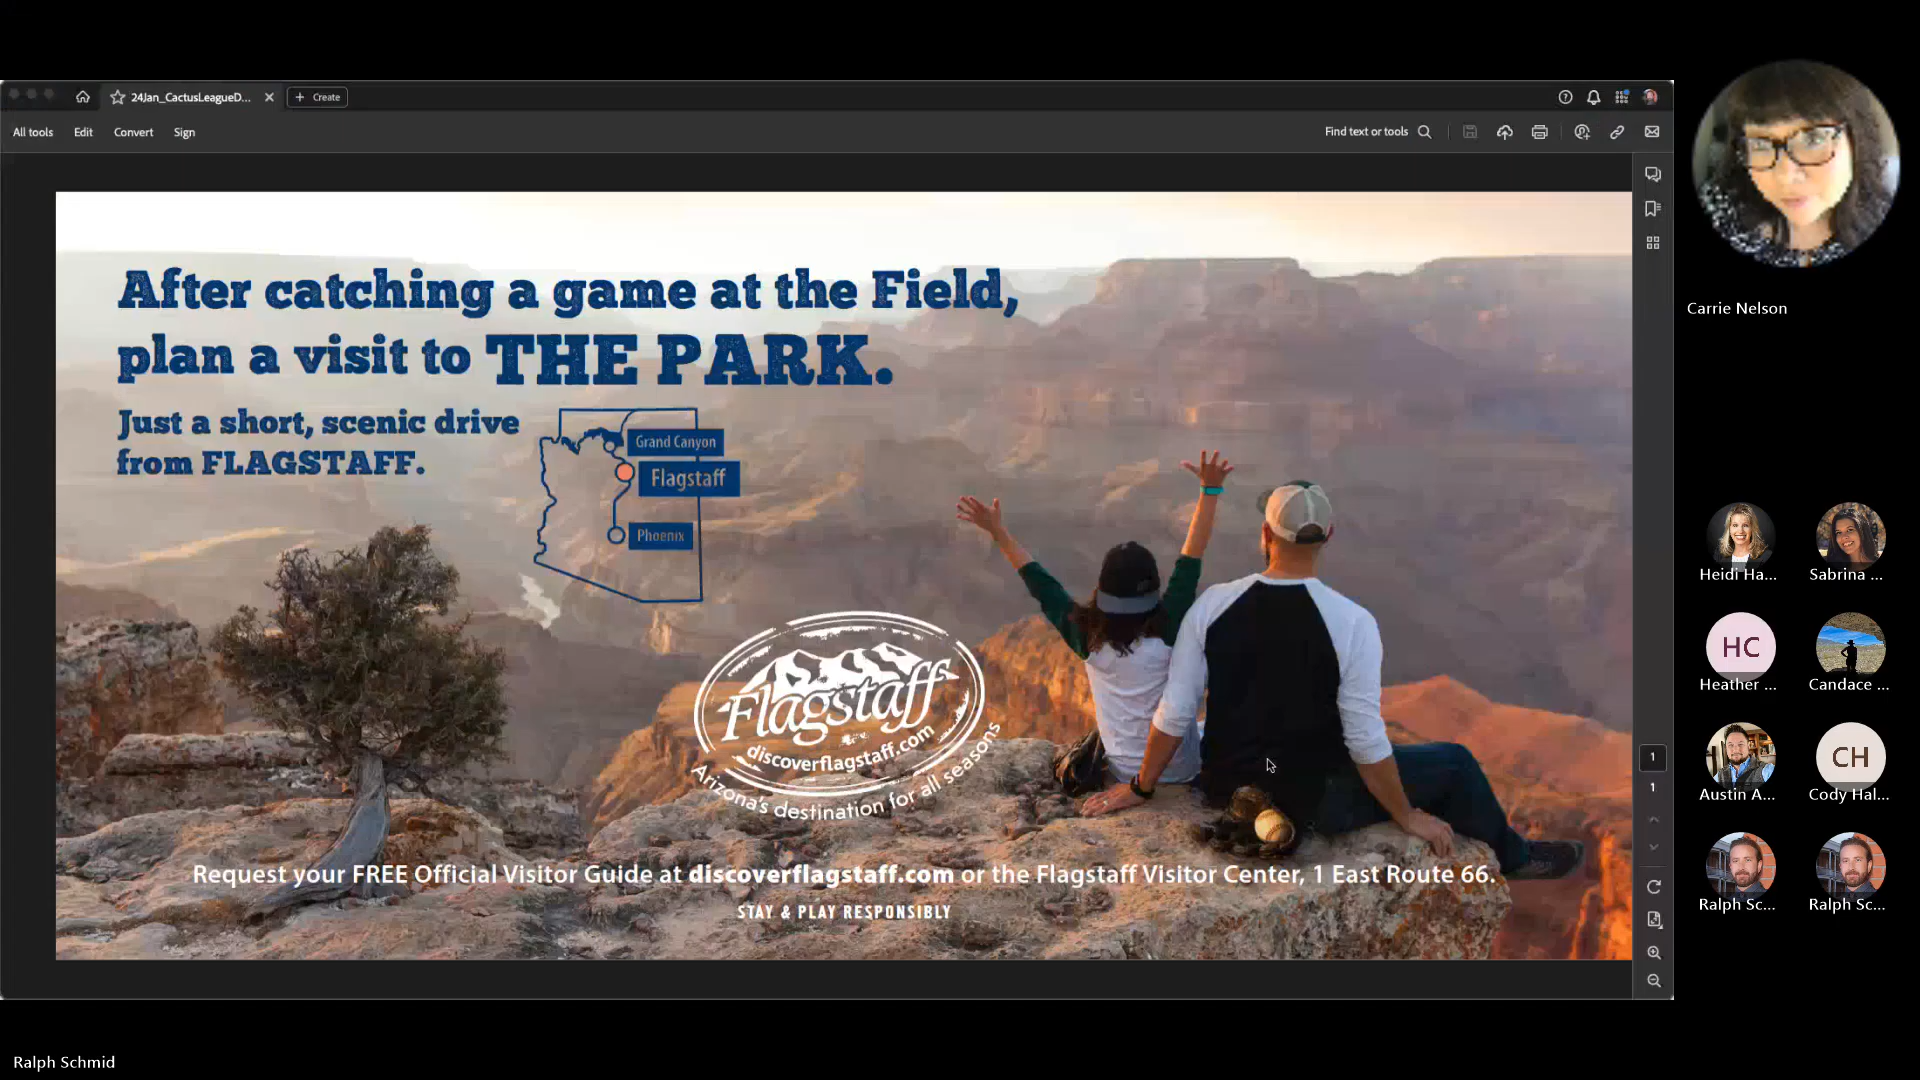 24Jan_CactusLeagueD...
Create
All tools
Edit
Convert
Sign
Find text or tools
After catching a game at the Field,
plan a visit to THE PARK.
Just a short, scenic drive
from FLAGSTAFF.
Grand Canyon
Flagstaff
Phoenix
Flagstaff
discoverflagstaff.com
Arizona's destination for all seasons
Request your FREE Official Visitor Guide at discoverflagstaff.com or the Flagstaff Visitor Center, 1 East Route 66.
STAY & PLAY RESPONSIBLY
1
1
Carrie Nelson
Heidi Ha...
Sabrina ...
HC
Heather ...
Candace ...
Austin A...
CH
Cody Hal...
Ralph Sc...
Ralph Sc...
Ralph Schmid